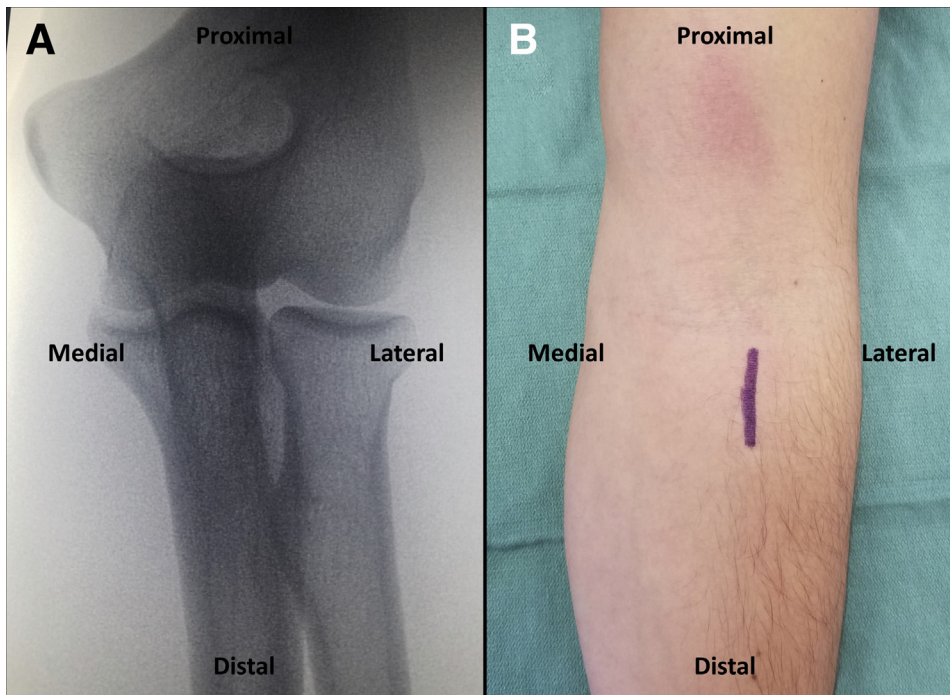 A
Proximal
Medial
Lateral
Distal
B
Proximal
Medial
Lateral
Distal